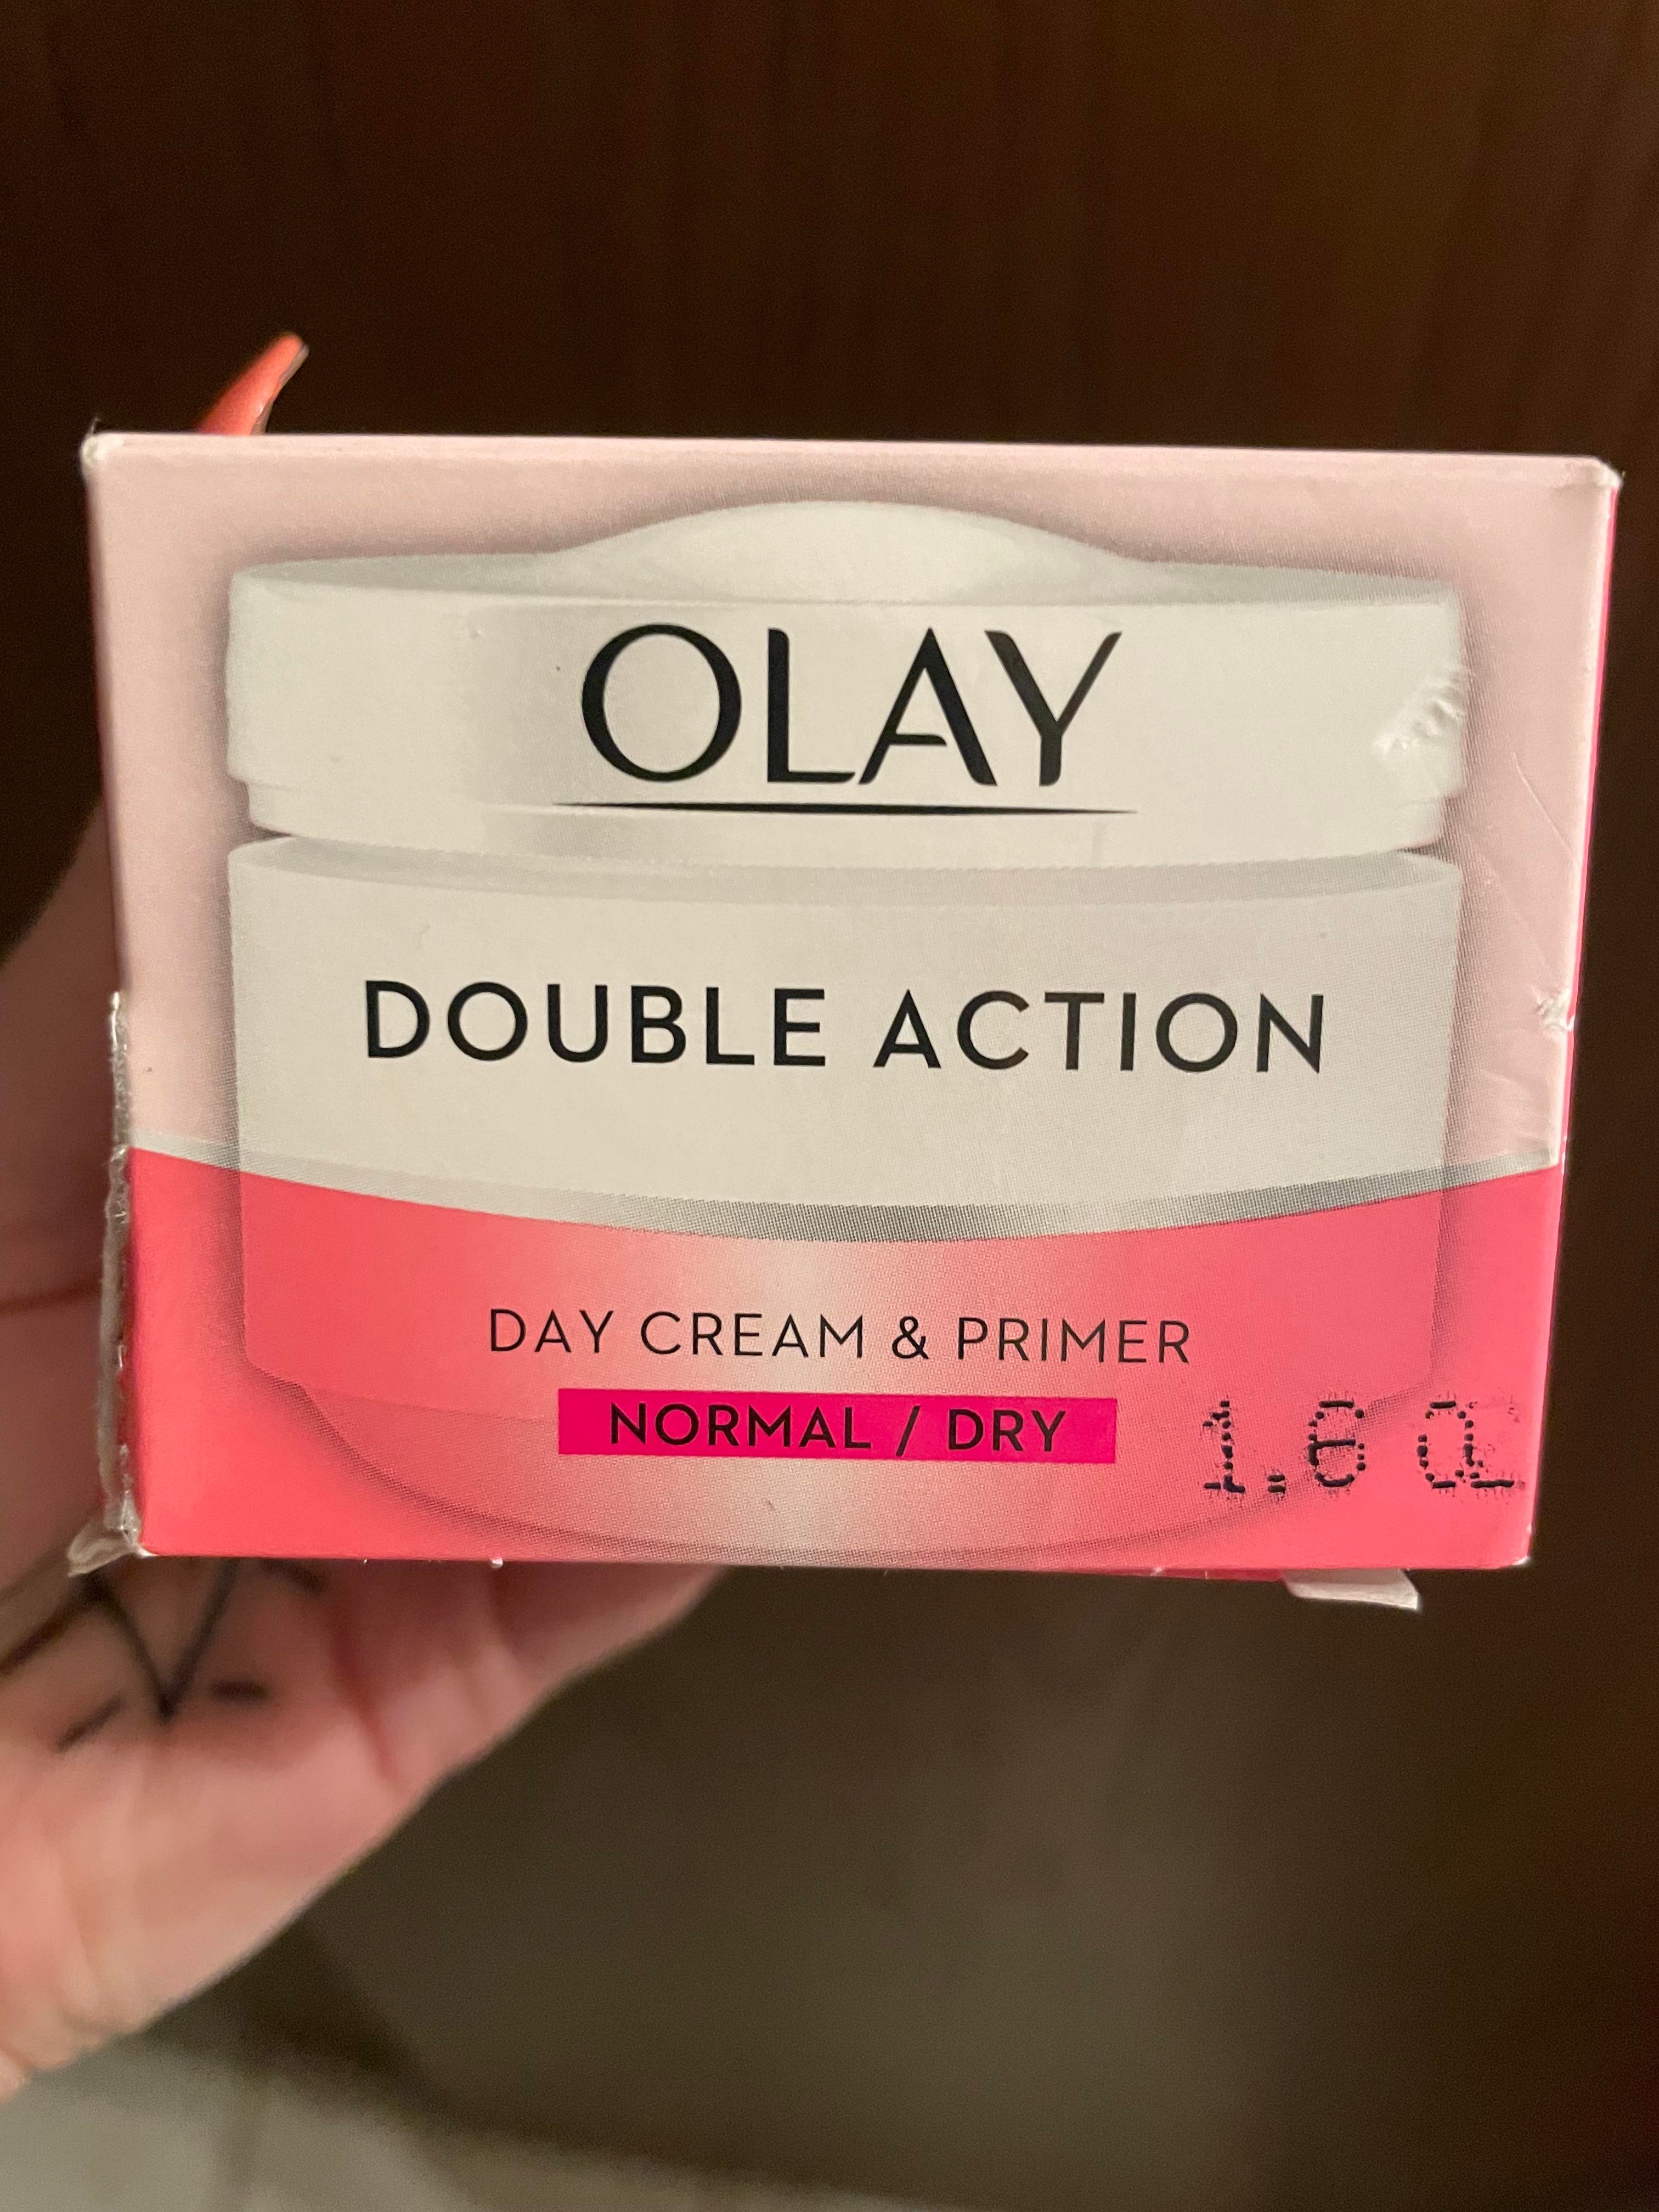 OLAY
DOUBLE ACTION
DAY CREAM & PRIMER
NORMAL / DRY